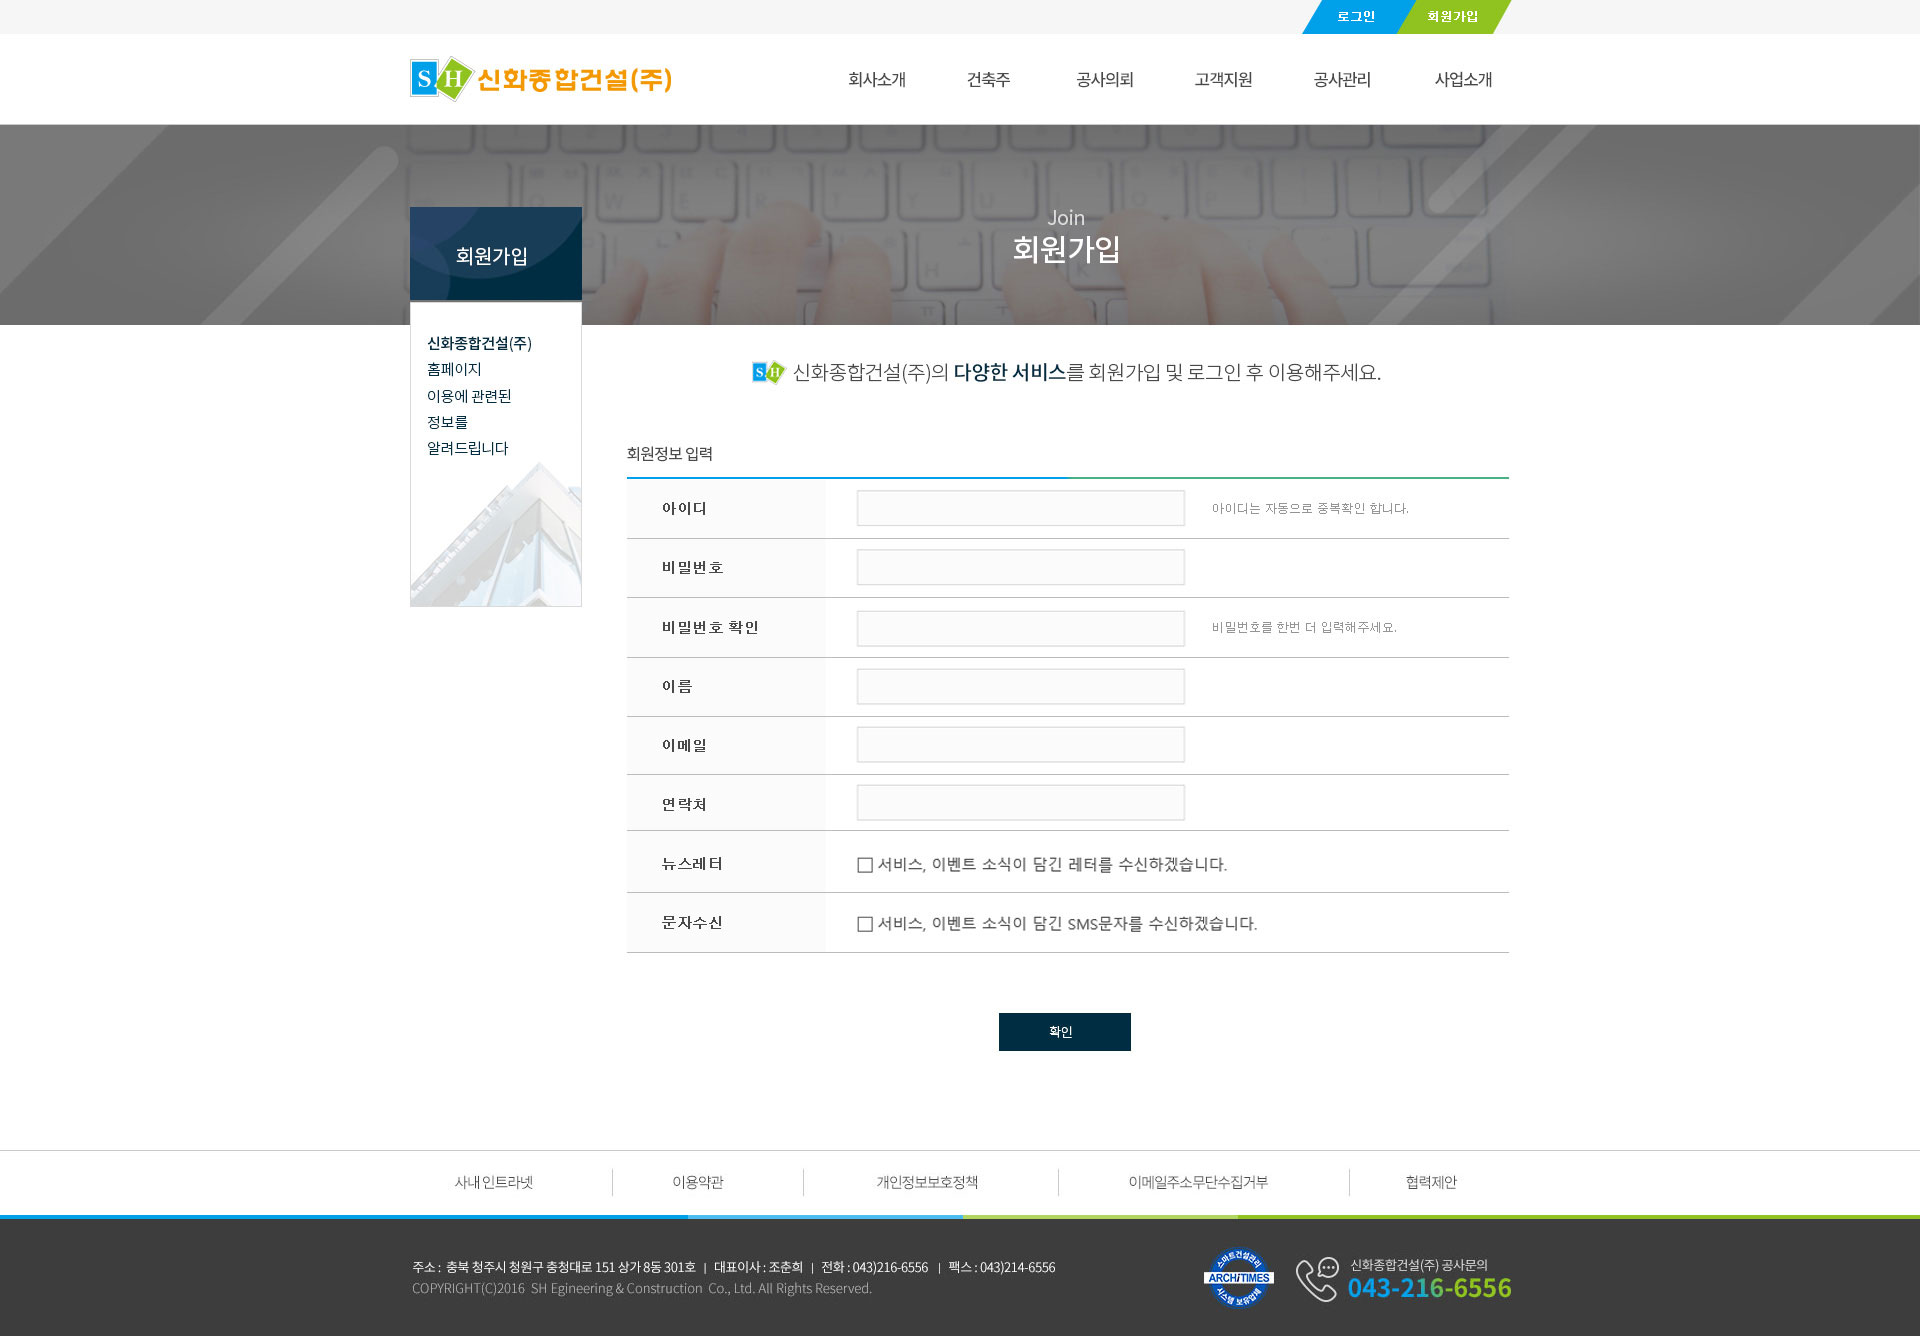 로그인 회원가입
SH 신화종합건설(주)
회사소개 건축주 공사의뢰 고객지원 공사관리 사업소개
Join
회원가입
회원가입
신화종합건설(주)
홈페이지
이용에 관련된
정보를
알려드립니다
SH 신화종합건설(주)의 다양한 서비스를 회원가입 및 로그인 후 이용해주세요.
회원정보 입력
아이디 아이디는 자동으로 중복확인 합니다.
비밀번호
비밀번호 확인 비밀번호를 한번 더 입력해주세요.
이름
이메일
연락처
뉴스레터 서비스, 이벤트 소식이 담긴 레터를 수신하겠습니다.
문자수신 서비스, 이벤트 소식이 담긴 SMS문자를 수신하겠습니다.
확인
사내 인트라넷 이용약관 개인정보보호정책 이메일주소무단수집거부 협력제안
주소 : 충북 청주시 청원구 충청대로 151 상가 8동 301호 | 대표이사 : 조춘희 | 전화 : 043)216-6556 | 팩스 : 043)214-6556
COPYRIGHT(C)2016 SH Egineering & Construction Co., Ltd. All Rights Reserved.
스마트건설관리
ARCHITIMES
시스템 보유업체
신화종합건설(주) 공사문의
043-216-6556